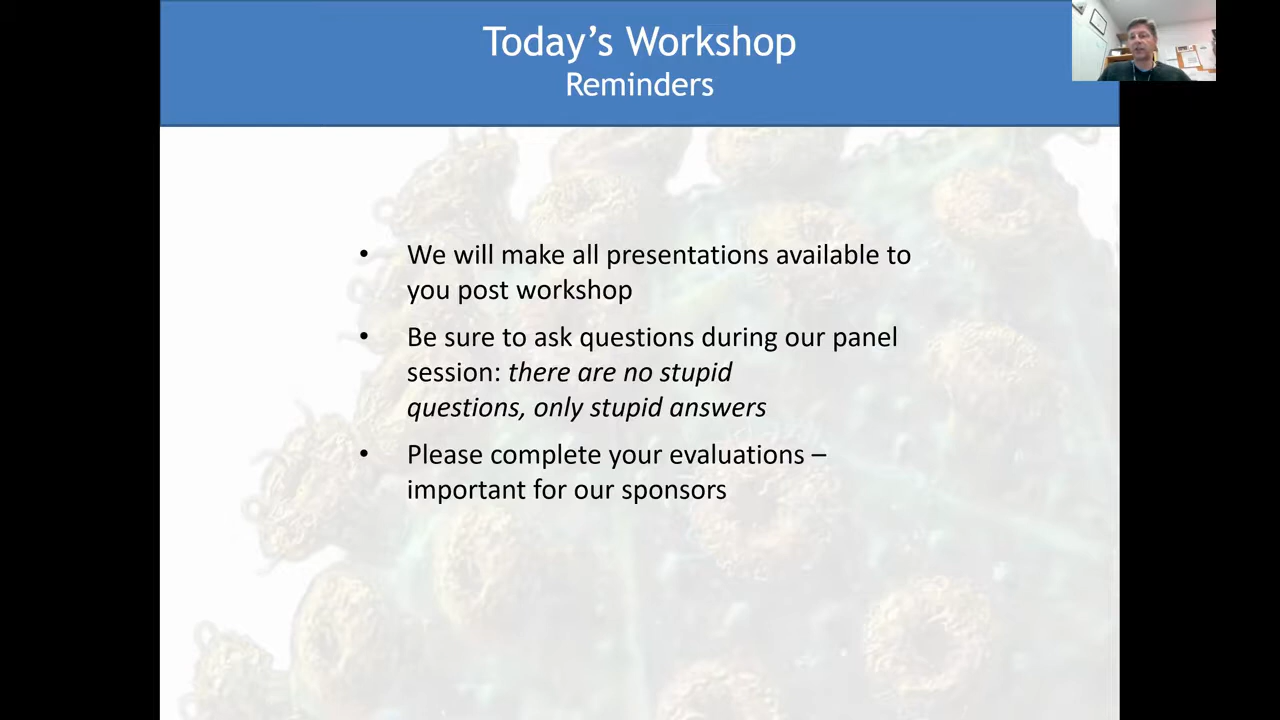 Today’s Workshop
Reminders
• We will make all presentations available to
you post workshop
• Be sure to ask questions during our panel
session: there are no stupid
questions, only stupid answers
• Please complete your evaluations –
important for our sponsors